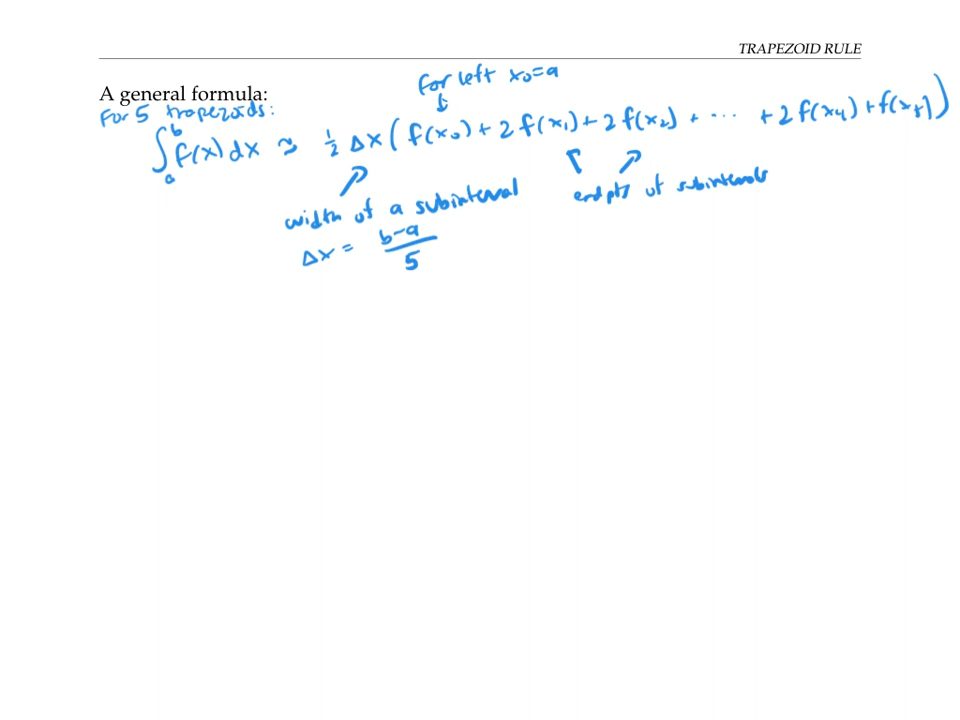 TRAPEZOID RULE
A general formula:
for left x₀=a
For 5 trapezoids:
∫ₐᵇ f(x) dx ≈ ½ Δx ( f(x₀) + 2 f(x₁) + 2 f(x₂) + ⋯ + 2 f(x₄) + f(x₅) )
width of a subinterval
endpts of subintervals
Δx = (b-a)/5